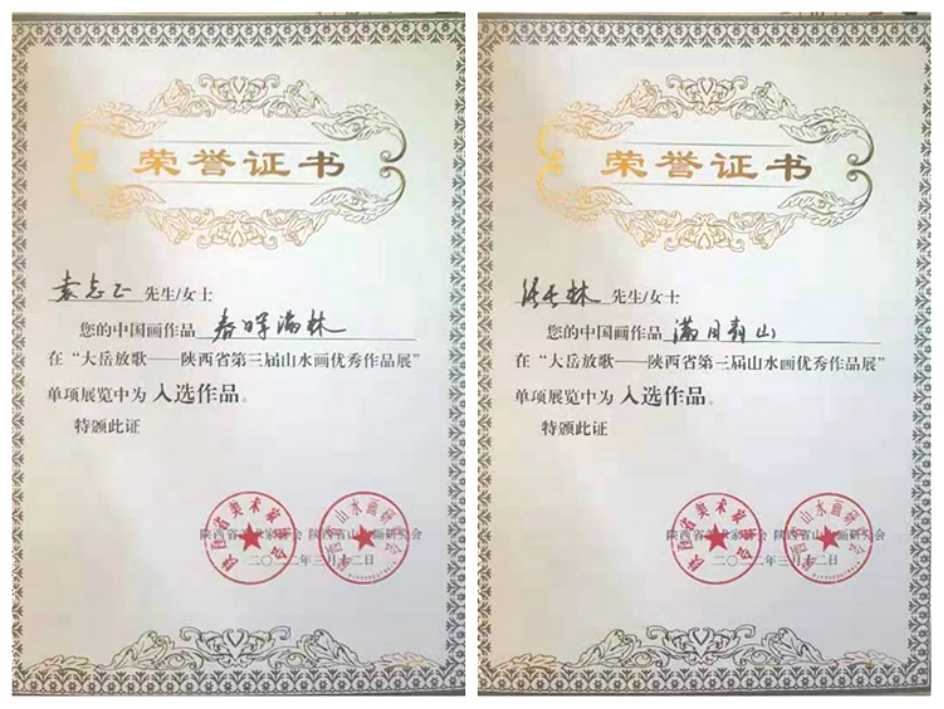 荣誉证书
袁志正 先生/女士
您的中国画作品 春晖满林
在“大岳放歌——陕西省第三届山水画优秀作品展”
单项展览中为 入选作品。
特颁此证
陕西省美术家协会 陕西省山水画研究会
二〇二二年三月十二日
荣誉证书
先生/女士
您的中国画作品 满目青山
在“大岳放歌——陕西省第三届山水画优秀作品展”
单项展览中为 入选作品。
特颁此证
陕西省美术家协会 陕西省山水画研究会
二〇二二年三月十二日